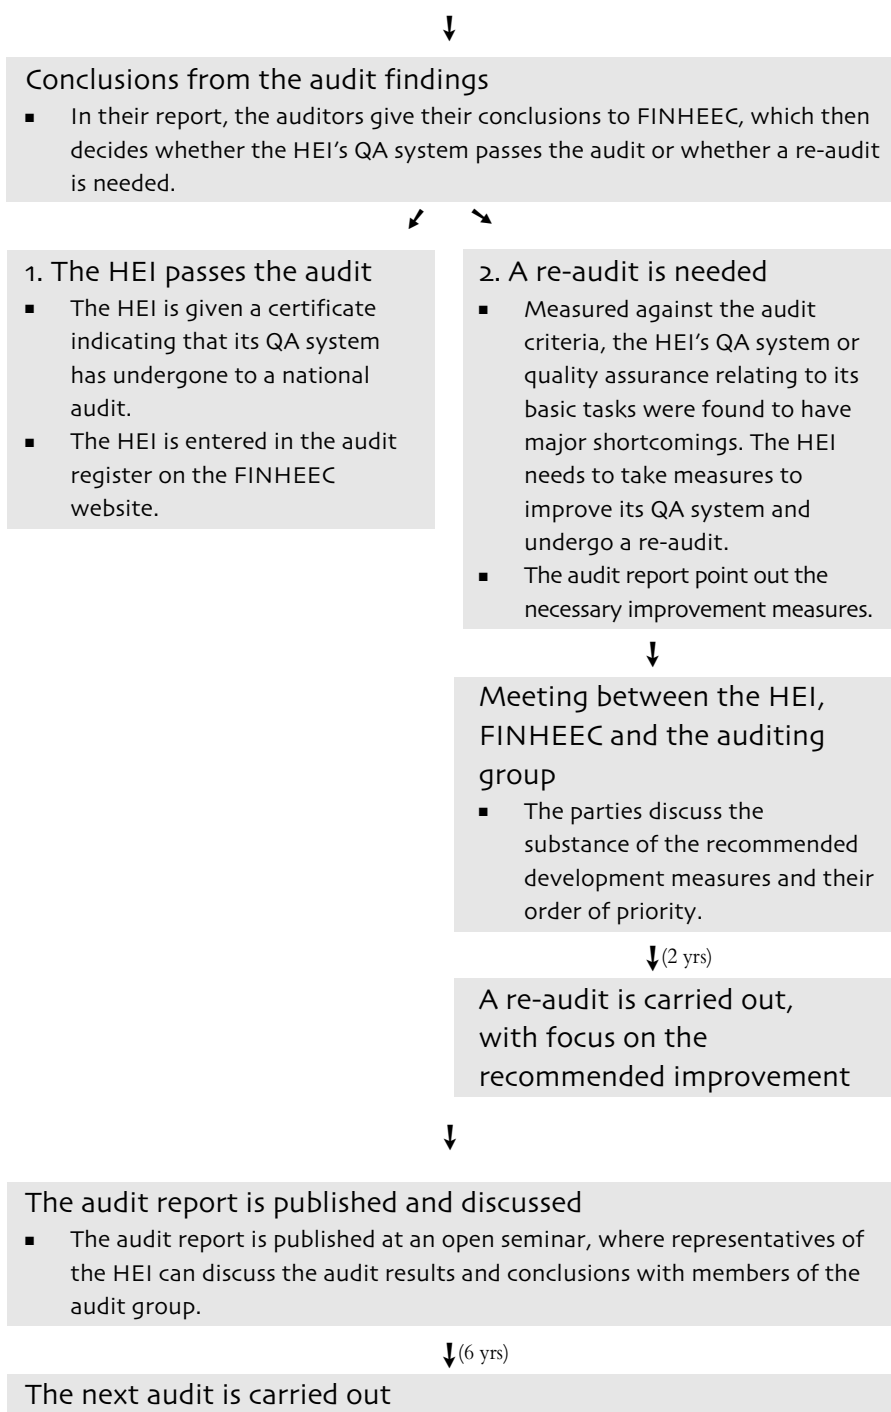 Conclusions from the audit findings
▪ In their report, the auditors give their conclusions to FINHEEC, which then
decides whether the HEI's QA system passes the audit or whether a re-audit
is needed.
1. The HEI passes the audit
▪ The HEI is given a certificate
indicating that its QA system
has undergone to a national
audit.
▪ The HEI is entered in the audit
register on the FINHEEC
website.
2. A re-audit is needed
▪ Measured against the audit
criteria, the HEI's QA system or
quality assurance relating to its
basic tasks were found to have
major shortcomings. The HEI
needs to take measures to
improve its QA system and
undergo a re-audit.
▪ The audit report point out the
necessary improvement measures.
Meeting between the HEI,
FINHEEC and the auditing
group
▪ The parties discuss the
substance of the recommended
development measures and their
order of priority.
(2 yrs)
A re-audit is carried out,
with focus on the
recommended improvement
The audit report is published and discussed
▪ The audit report is published at an open seminar, where representatives of
the HEI can discuss the audit results and conclusions with members of the
audit group.
(6 yrs)
The next audit is carried out